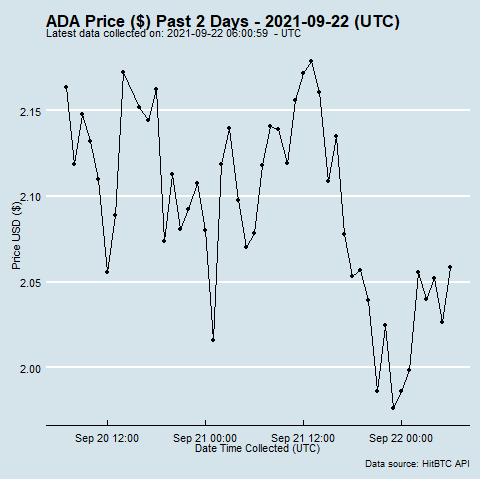 ADA Price ($) Past 2 Days - 2021-09-22 (UTC)
Latest data collected on: 2021-09-22 06:00:59 - UTC
2.15
2.10
2.05
2.00
Price USD ($)
Sep 20 12:00
Sep 21 00:00
Sep 21 12:00
Sep 22 00:00
Date Time Collected (UTC)
Data source: HitBTC API